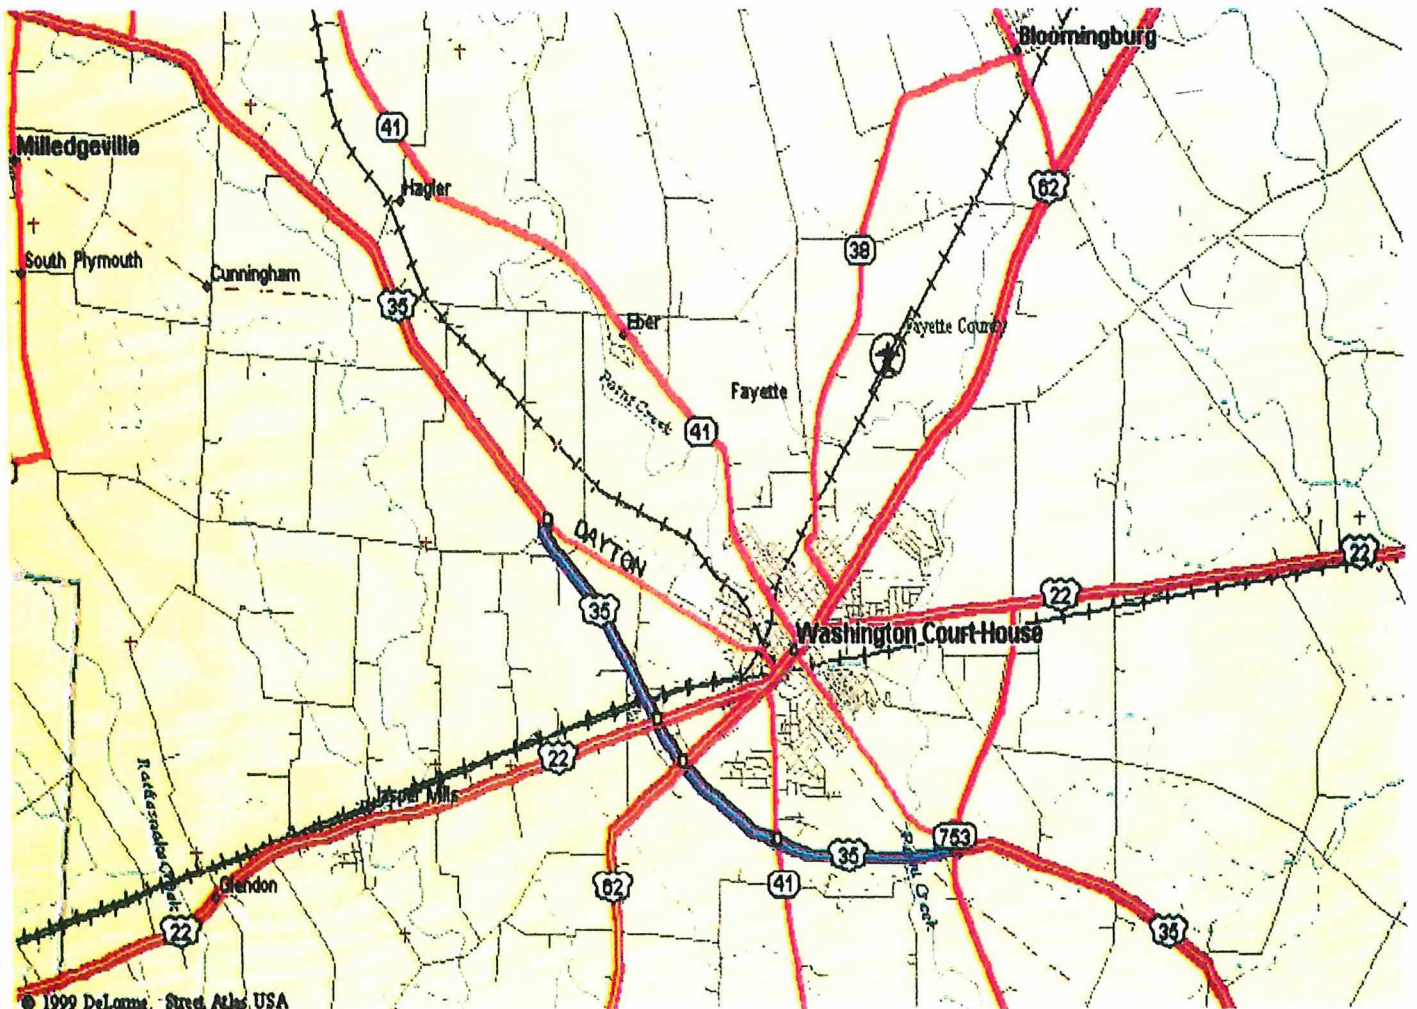 Bloomingburg
41
Milledgeville
62
Hagler
38
South Plymouth
Cunningham
35
Eber
Fayette County
Paint Creek
Fayette
41
DAYTON
22
22
35
Washington Court House
22
Jasper Mills
753
35
62
41
Glendon
Paint Creek
22
35
© 1999 DeLorme. Street Atlas USA